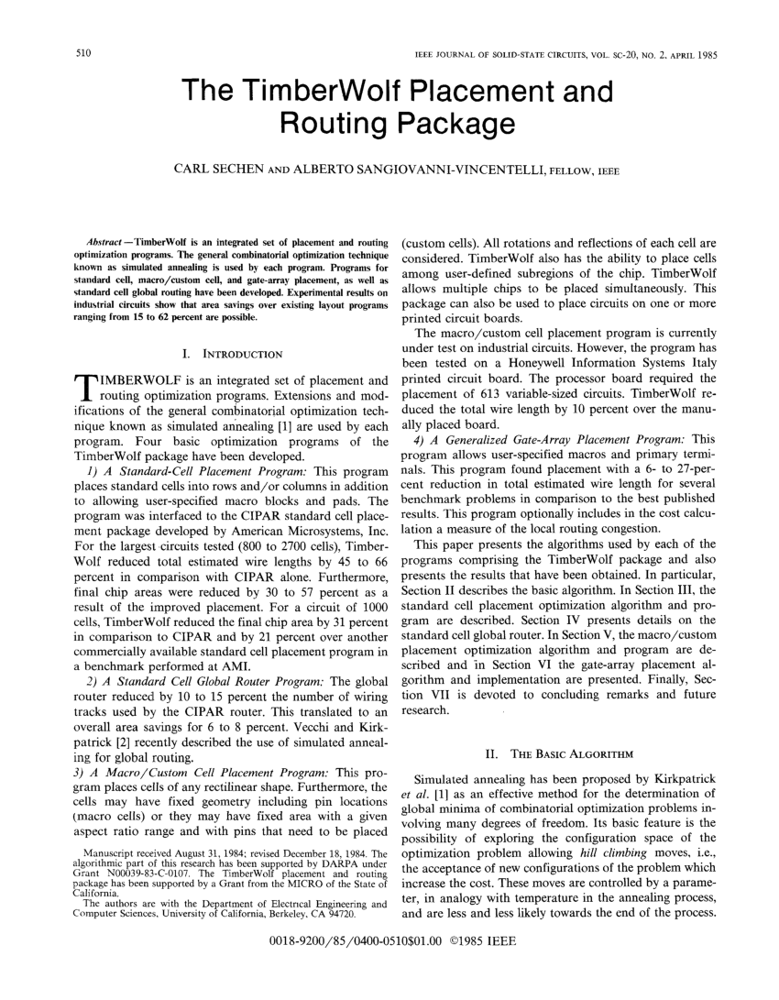 510
IEEE JOURNAL OF SOLID-STATE CIRCUITS, VOL. SC-20, NO. 2, APRIL 1985
The TimberWolf Placement and
Routing Package
CARL SECHEN AND ALBERTO SANGIOVANNI-VINCENTELLI, FELLOW, IEEE
Abstract —TimberWolf is an integrated set of placement and routing
optimization programs. The general combinatorial optimization technique
known as simulated annealing is used by each program. Programs for
standard cell, macro/custom cell, and gate-array placement, as well as
standard cell global routing have been developed. Experimental results on
industrial circuits show that area savings over existing layout programs
ranging from 15 to 62 percent are possible.
I. INTRODUCTION
TIMBERWOLF is an integrated set of placement and
routing optimization programs. Extensions and mod-
ifications of the general combinatorial optimization tech-
nique known as simulated annealing [1] are used by each
program. Four basic optimization programs of the
TimberWolf package have been developed.
1) A Standard-Cell Placement Program: This program
places standard cells into rows and/or columns in addition
to allowing user-specified macro blocks and pads. The
program was interfaced to the CIPAR standard cell place-
ment package developed by American Microsystems, Inc.
For the largest circuits tested (800 to 2700 cells), Timber-
Wolf reduced total estimated wire lengths by 45 to 66
percent in comparison with CIPAR alone. Furthermore,
final chip areas were reduced by 30 to 57 percent as a
result of the improved placement. For a circuit of 1000
cells, TimberWolf reduced the final chip area by 31 percent
in comparison to CIPAR and by 21 percent over another
commercially available standard cell placement program in
a benchmark performed at AMI.
2) A Standard Cell Global Router Program: The global
router reduced by 10 to 15 percent the number of wiring
tracks used by the CIPAR router. This translated to an
overall area savings for 6 to 8 percent. Vecchi and Kirk-
patrick [2] recently described the use of simulated anneal-
ing for global routing.
3) A Macro/Custom Cell Placement Program: This pro-
gram places cells of any rectilinear shape. Furthermore, the
cells may have fixed geometry including pin locations
(macro cells) or they may have fixed area with a given
aspect ratio range and with pins that need to be placed
Manuscript received August 31, 1984; revised December 18, 1984. The
algorithmic part of this research has been supported by DARPA under
Grant N00039-83-C-0107. The TimberWolf placement and routing
package has been supported by a Grant from the MICRO of the State of
California.
The authors are with the Department of Electrical Engineering and
Computer Sciences, University of California, Berkeley, CA 94720.
(custom cells). All rotations and reflections of each cell are
considered. TimberWolf also has the ability to place cells
among user-defined subregions of the chip. TimberWolf
allows multiple chips to be placed simultaneously. This
package can also be used to place circuits on one or more
printed circuit boards.
The macro/custom cell placement program is currently
under test on industrial circuits. However, the program has
been tested on a Honeywell Information Systems Italy
printed circuit board. The processor board required the
placement of 613 variable-sized circuits. TimberWolf re-
duced the total wire length by 10 percent over the manu-
ally placed board.
4) A Generalized Gate-Array Placement Program: This
program allows user-specified macros and primary termi-
nals. This program found placement with a 6- to 27-per-
cent reduction in total estimated wire length for several
benchmark problems in comparison to the best published
results. This program optionally includes in the cost calcu-
lation a measure of the local routing congestion.
This paper presents the algorithms used by each of the
programs comprising the TimberWolf package and also
presents the results that have been obtained. In particular,
Section II describes the basic algorithm. In Section III, the
standard cell placement optimization algorithm and pro-
gram are described. Section IV presents details on the
standard cell global router. In Section V, the macro/custom
placement optimization algorithm and program are de-
scribed and in Section VI the gate-array placement al-
gorithm and implementation are presented. Finally, Sec-
tion VII is devoted to concluding remarks and future
research.
II. THE BASIC ALGORITHM
Simulated annealing has been proposed by Kirkpatrick
et al. [1] as an effective method for the determination of
global minima of combinatorial optimization problems in-
volving many degrees of freedom. Its basic feature is the
possibility of exploring the configuration space of the
optimization problem allowing hill climbing moves, i.e.,
the acceptance of new configurations of the problem which
increase the cost. These moves are controlled by a parame-
ter, in analogy with temperature in the annealing process,
and are less and less likely towards the end of the process.
0018-9200/85/0400-0510$01.00 ©1985 IEEE